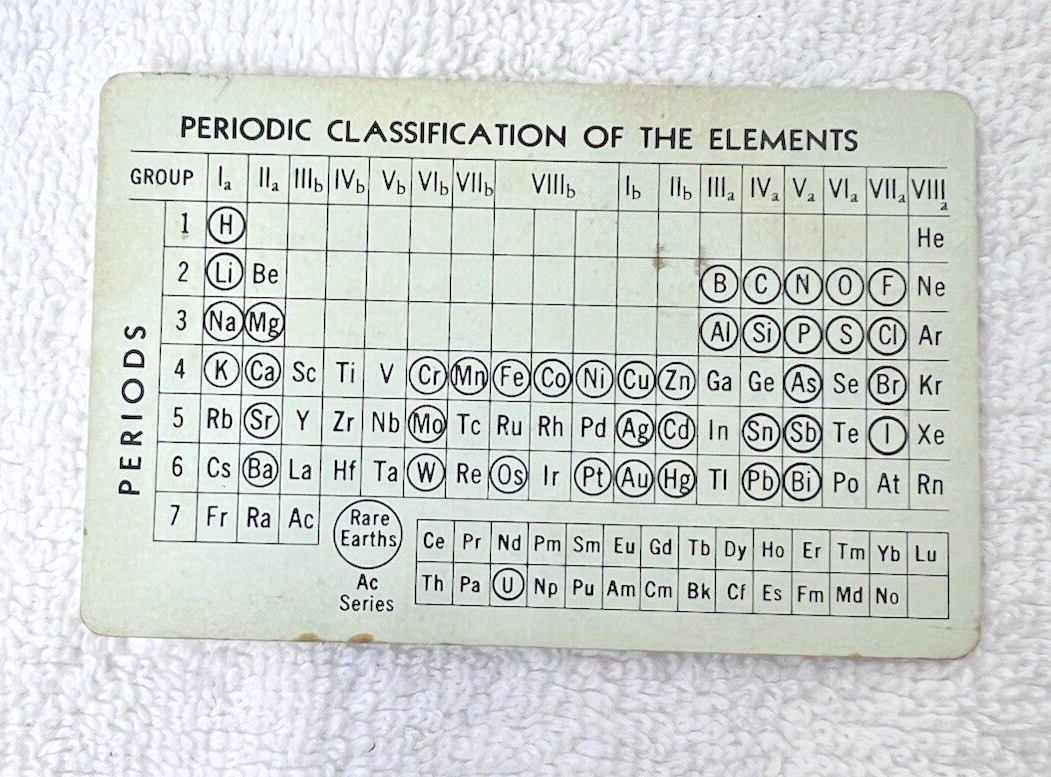 PERIODIC CLASSIFICATION OF THE ELEMENTS
GROUP Ia IIa IIIb IVb Vb VIb VIIb VIIIb Ib IIb IIIa IVa Va VIa VIIa VIIIa
PERIODS
1 H He
2 Li Be B C N O F Ne
3 Na Mg Al Si P S Cl Ar
4 K Ca Sc Ti V Cr Mn Fe Co Ni Cu Zn Ga Ge As Se Br Kr
5 Rb Sr Y Zr Nb Mo Tc Ru Rh Pd Ag Cd In Sn Sb Te I Xe
6 Cs Ba La Hf Ta W Re Os Ir Pt Au Hg Tl Pb Bi Po At Rn
7 Fr Ra Ac
Rare
Earths
Ce Pr Nd Pm Sm Eu Gd Tb Dy Ho Er Tm Yb Lu
Ac
Series
Th Pa U Np Pu Am Cm Bk Cf Es Fm Md No